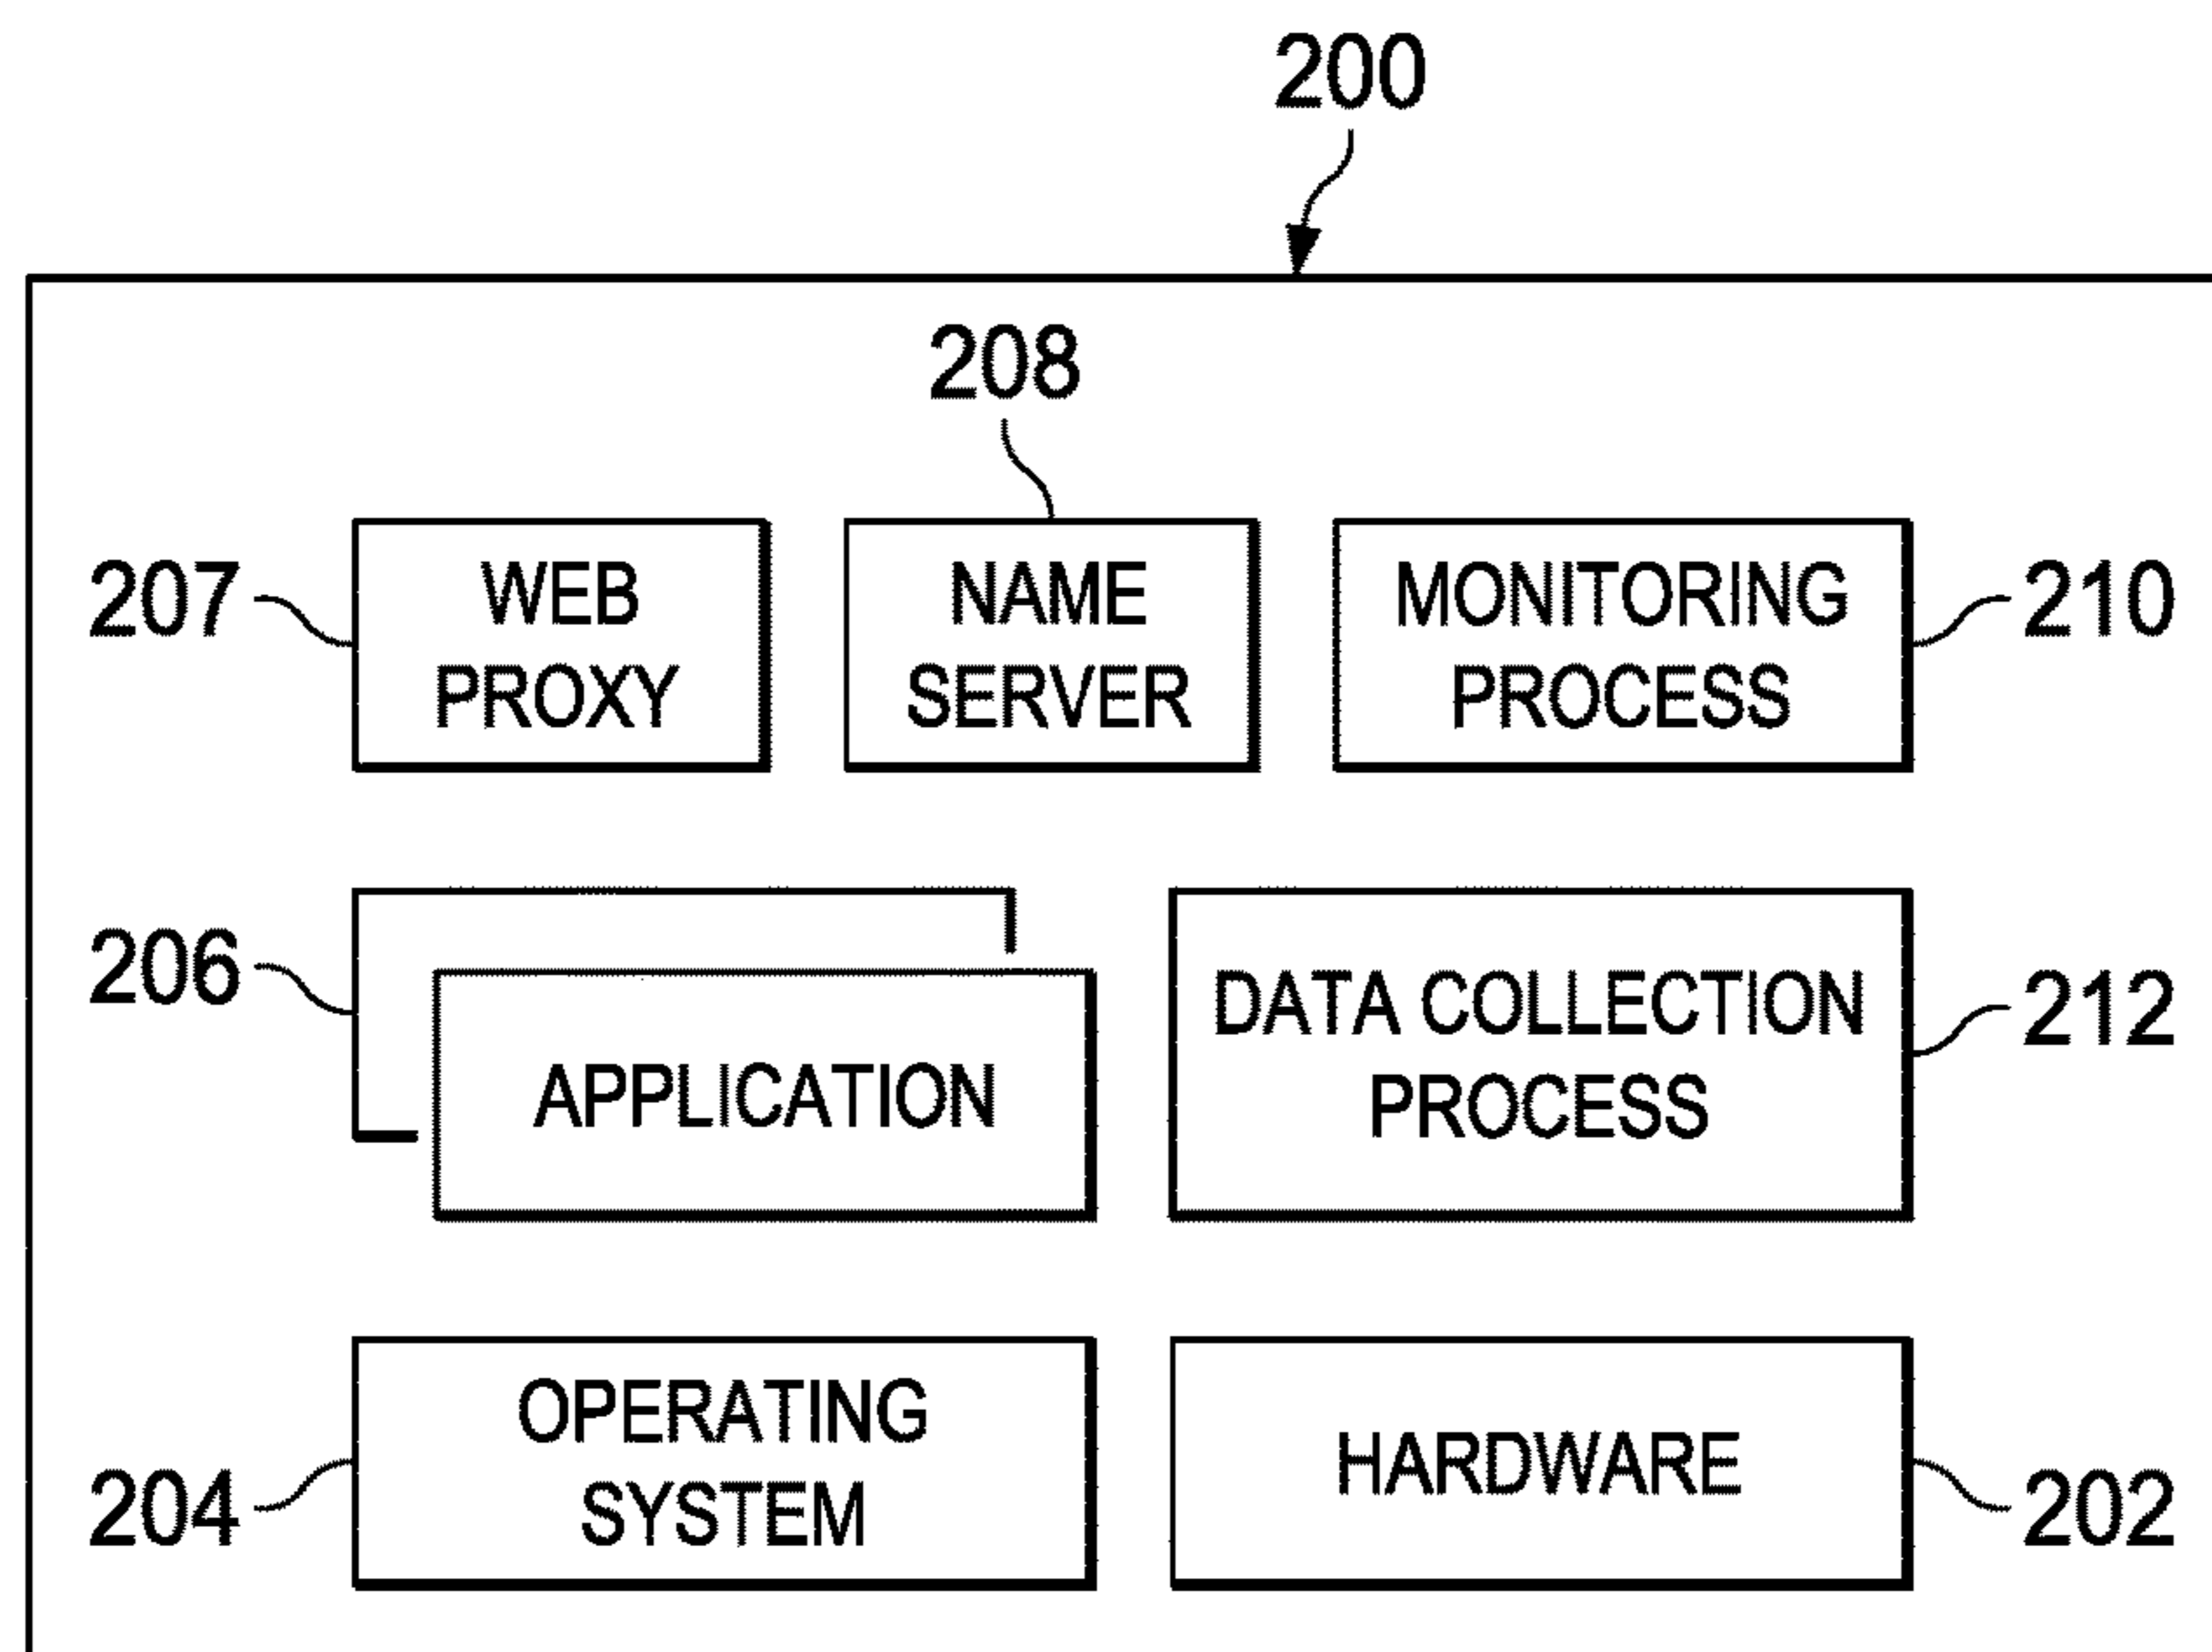 200
208
207
WEB
PROXY
NAME
SERVER
MONITORING
PROCESS
210
206
APPLICATION
DATA COLLECTION
PROCESS
212
204
OPERATING
SYSTEM
HARDWARE
202